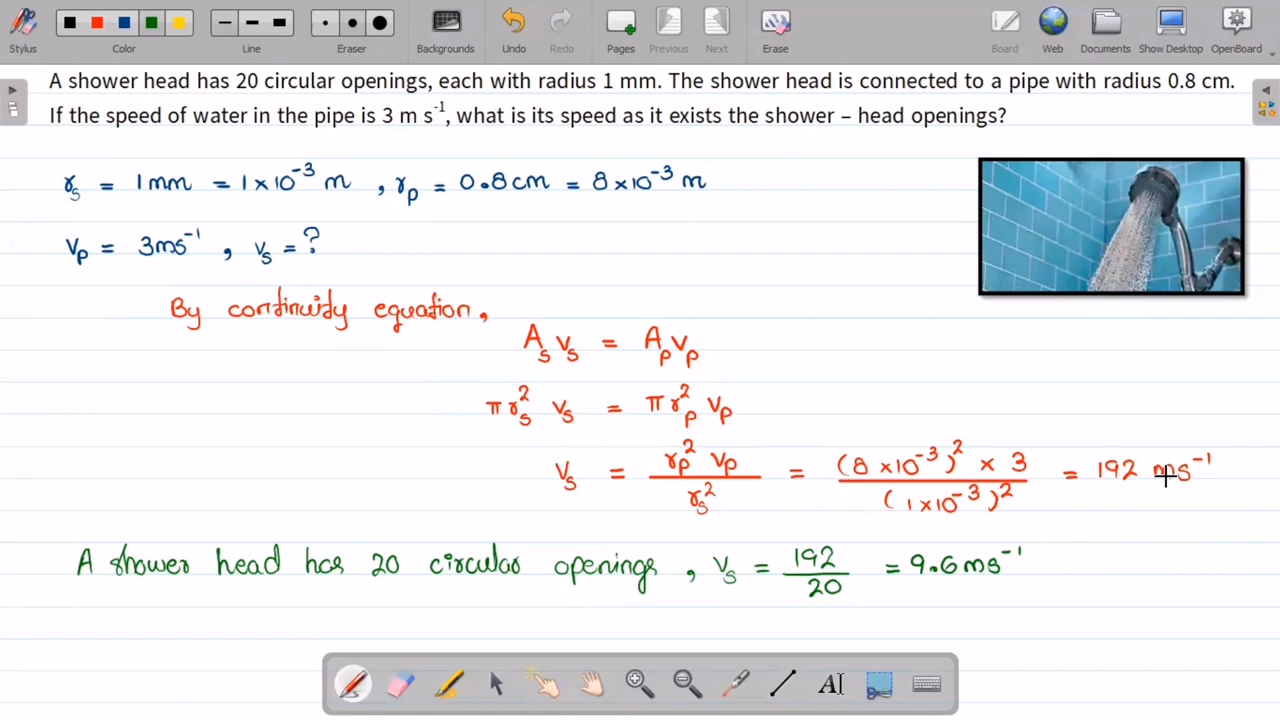 Stylus Color Line Eraser Backgrounds Undo Redo Pages Previous Next Erase Board Web Documents Show Desktop OpenBoard
A shower head has 20 circular openings, each with radius 1 mm. The shower head is connected to a pipe with radius 0.8 cm.
If the speed of water in the pipe is 3 m s⁻¹, what is its speed as it exists the shower – head openings?
rₛ = 1mm = 1×10⁻³ m , rₚ = 0.8cm = 8×10⁻³ m
vₚ = 3ms⁻¹ , vₛ = ?
By continuity equation,
Aₛ vₛ = Aₚ vₚ
πrₛ² vₛ = πrₚ² vₚ
vₛ = rₚ² vₚ / rₛ² = (8×10⁻³)² × 3 / (1×10⁻³)² = 192 ms⁻¹
A shower head has 20 circular openings, vₛ = 192 / 20 = 9.6ms⁻¹